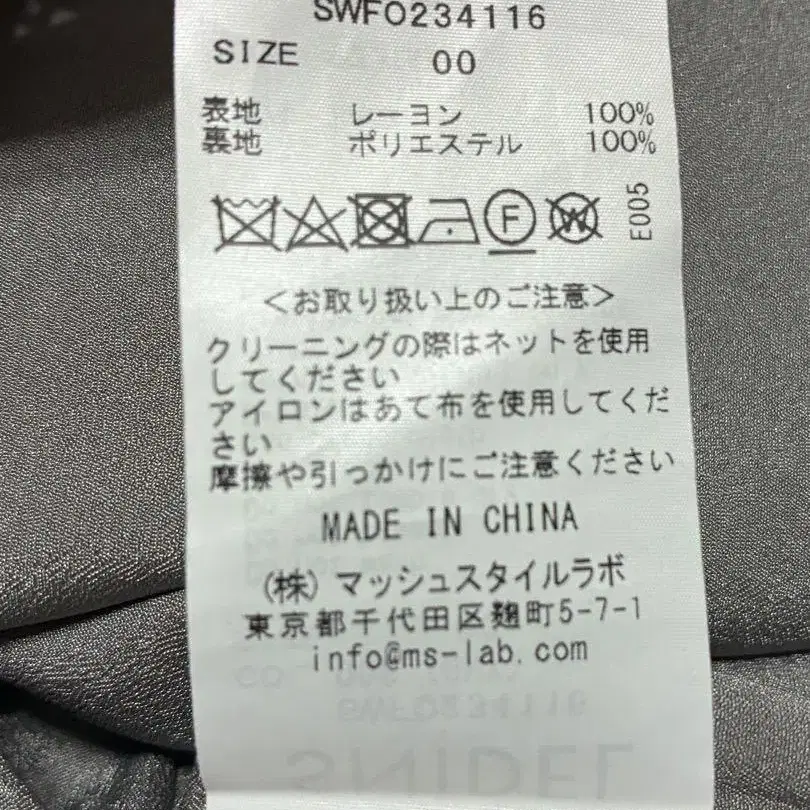 SWFO234116
SIZE 00
表地 レーヨン 100%
裏地 ポリエステル 100%
F W E005
＜お取り扱い上のご注意＞
クリーニングの際はネットを使用
してください
アイロンはあて布を使用してくだ
さい
摩擦や引っかけにご注意ください
MADE IN CHINA
(株) マッシュスタイルラボ
東京都千代田区麹町5-7-1
info@ms-lab.com
SWFO234116
SNIDEL